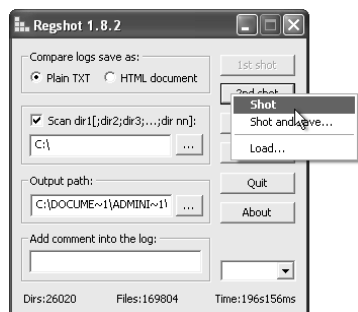 Regshot 1.8.2
Compare logs save as:
Plain TXT
HTML document
1st shot
2nd shot
Shot
Shot and save...
Load...
Scan dir1[;dir2;dir3;...;dir nn]:
C:\
...
Output path:
C:\DOCUME~1\ADMINI~1\
...
Quit
About
Add comment into the log:
Dirs:26020 Files:169804 Time:196s156ms